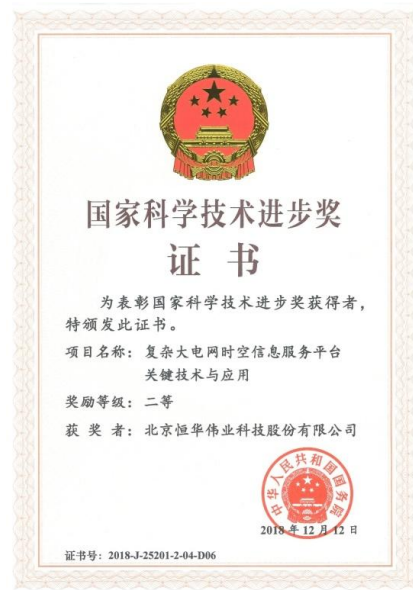 国家科学技术进步奖
证书
为表彰国家科学技术进步奖获得者，
特颁发此证书。
项目名称：复杂大电网时空信息服务平台
关键技术与应用
奖励等级：二等
获奖者：北京恒华伟业科技股份有限公司
中华人民共和国国务院
2018年12月12日
证书号：2018-J-25201-2-04-D06